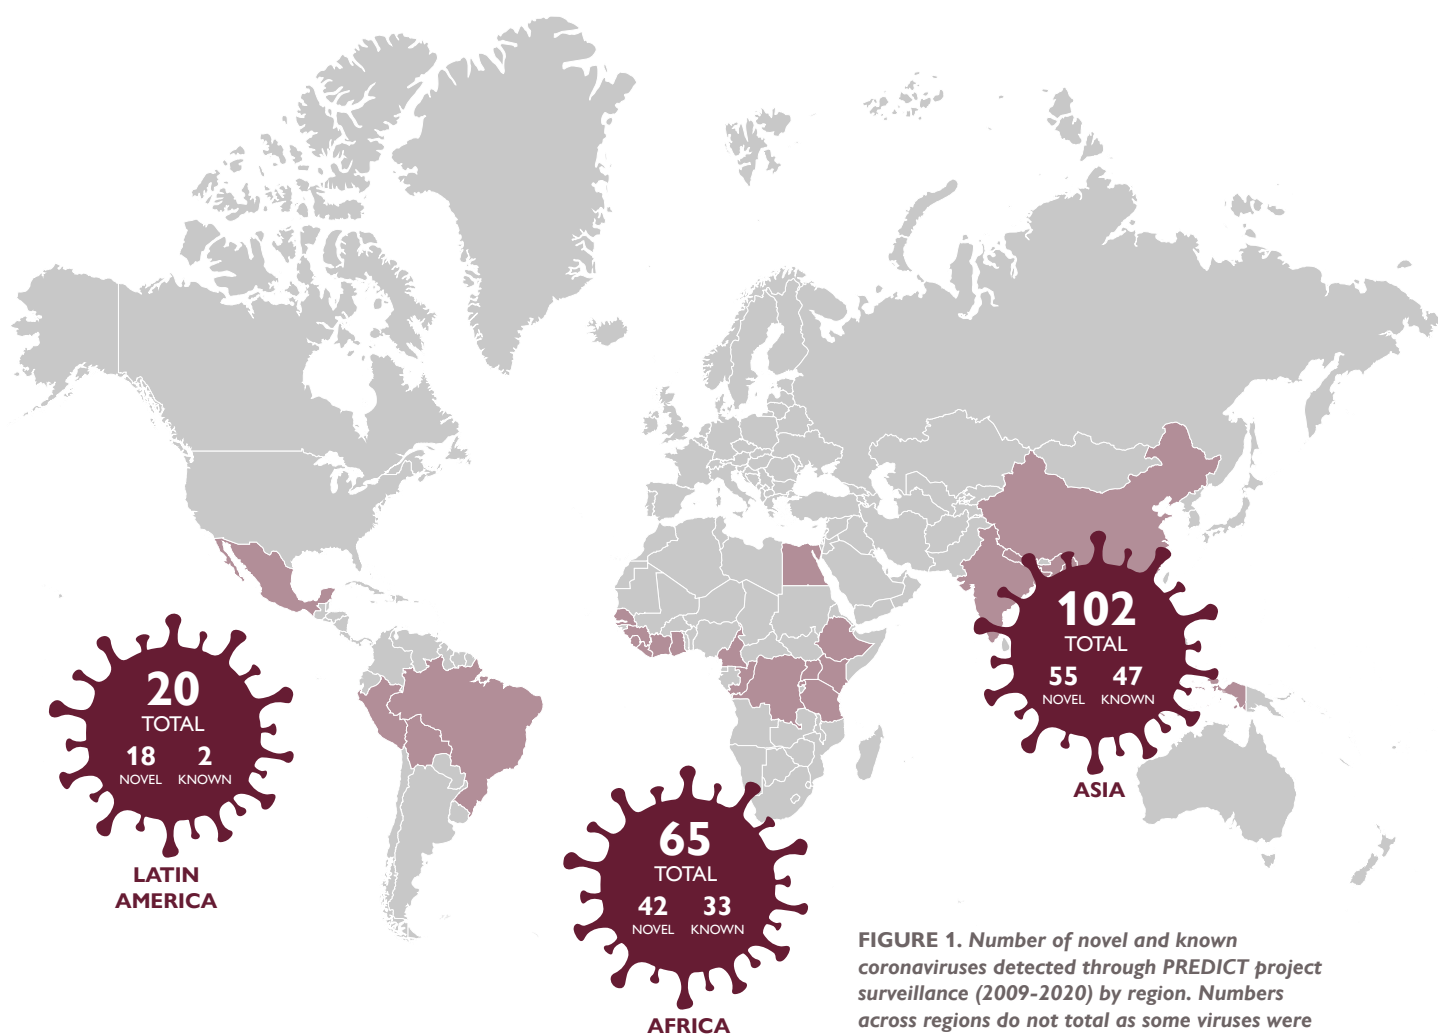 102
TOTAL
55 47
NOVEL KNOWN
ASIA
20
TOTAL
18 2
NOVEL KNOWN
LATIN
AMERICA
65
TOTAL
42 33
NOVEL KNOWN
AFRICA
FIGURE 1. Number of novel and known
coronaviruses detected through PREDICT project
surveillance (2009-2020) by region. Numbers
across regions do not total as some viruses were